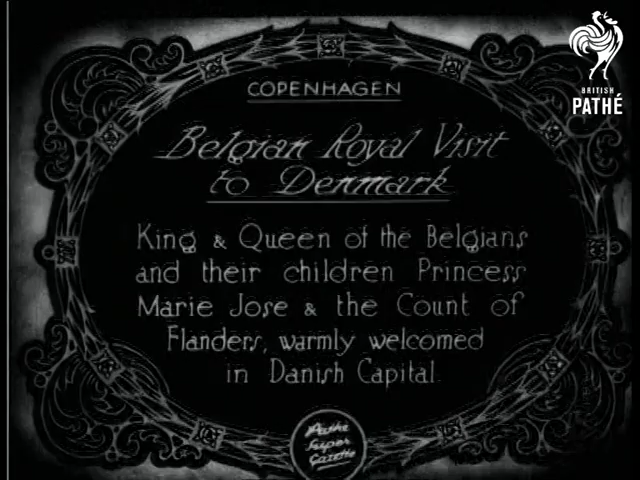 BRITISH
PATHÉ
COPENHAGEN
Belgian Royal Visit
to Denmark
King & Queen of the Belgians
and their children Princess
Marie Jose & the Count of
Flanders, warmly welcomed
in Danish Capital
Pathe
Super
Gazette